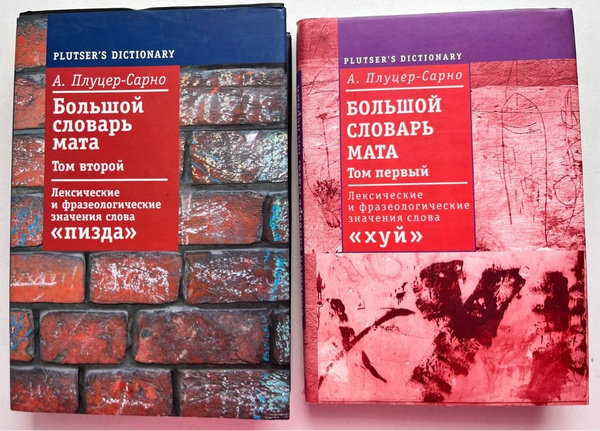 PLUTSER'S DICTIONARY
А. Плуцер-Сарно
Большой
словарь
мата
Том второй
Лексические
и фразеологические
значения слова
«пизда»
PLUTSER'S DICTIONARY
А. Плуцер-Сарно
БОЛЬШОЙ
СЛОВАРЬ
МАТА
Том первый
Лексические
и фразеологические
значения слова
«хуй»